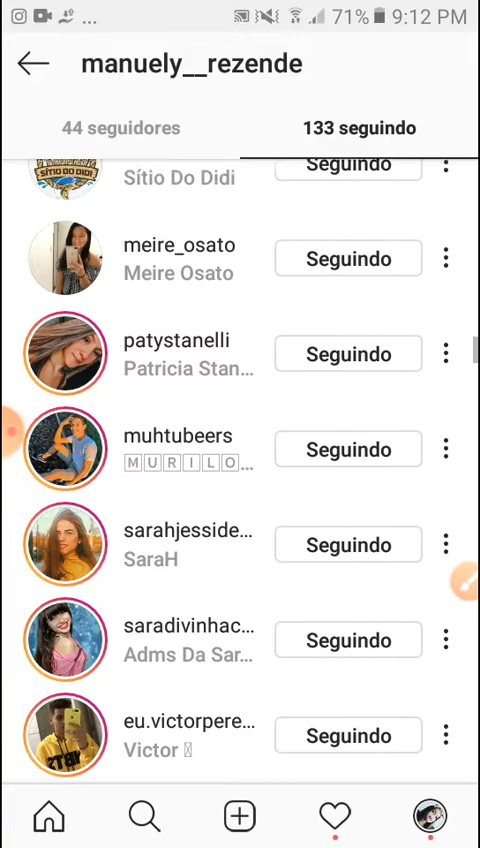 71% 9:12 PM
manuely__rezende
44 seguidores 133 seguindo
SÍTIO DO DIDI
Sítio Do Didi Seguindo
meire_osato
Meire Osato Seguindo
patystanelli
Patricia Stan... Seguindo
muhtubeers
🄼🅄🅁🄸🄻🄾... Seguindo
sarahjesside...
SaraH Seguindo
saradivinhac...
Adms Da Sar... Seguindo
eu.victorpere...
Victor Seguindo